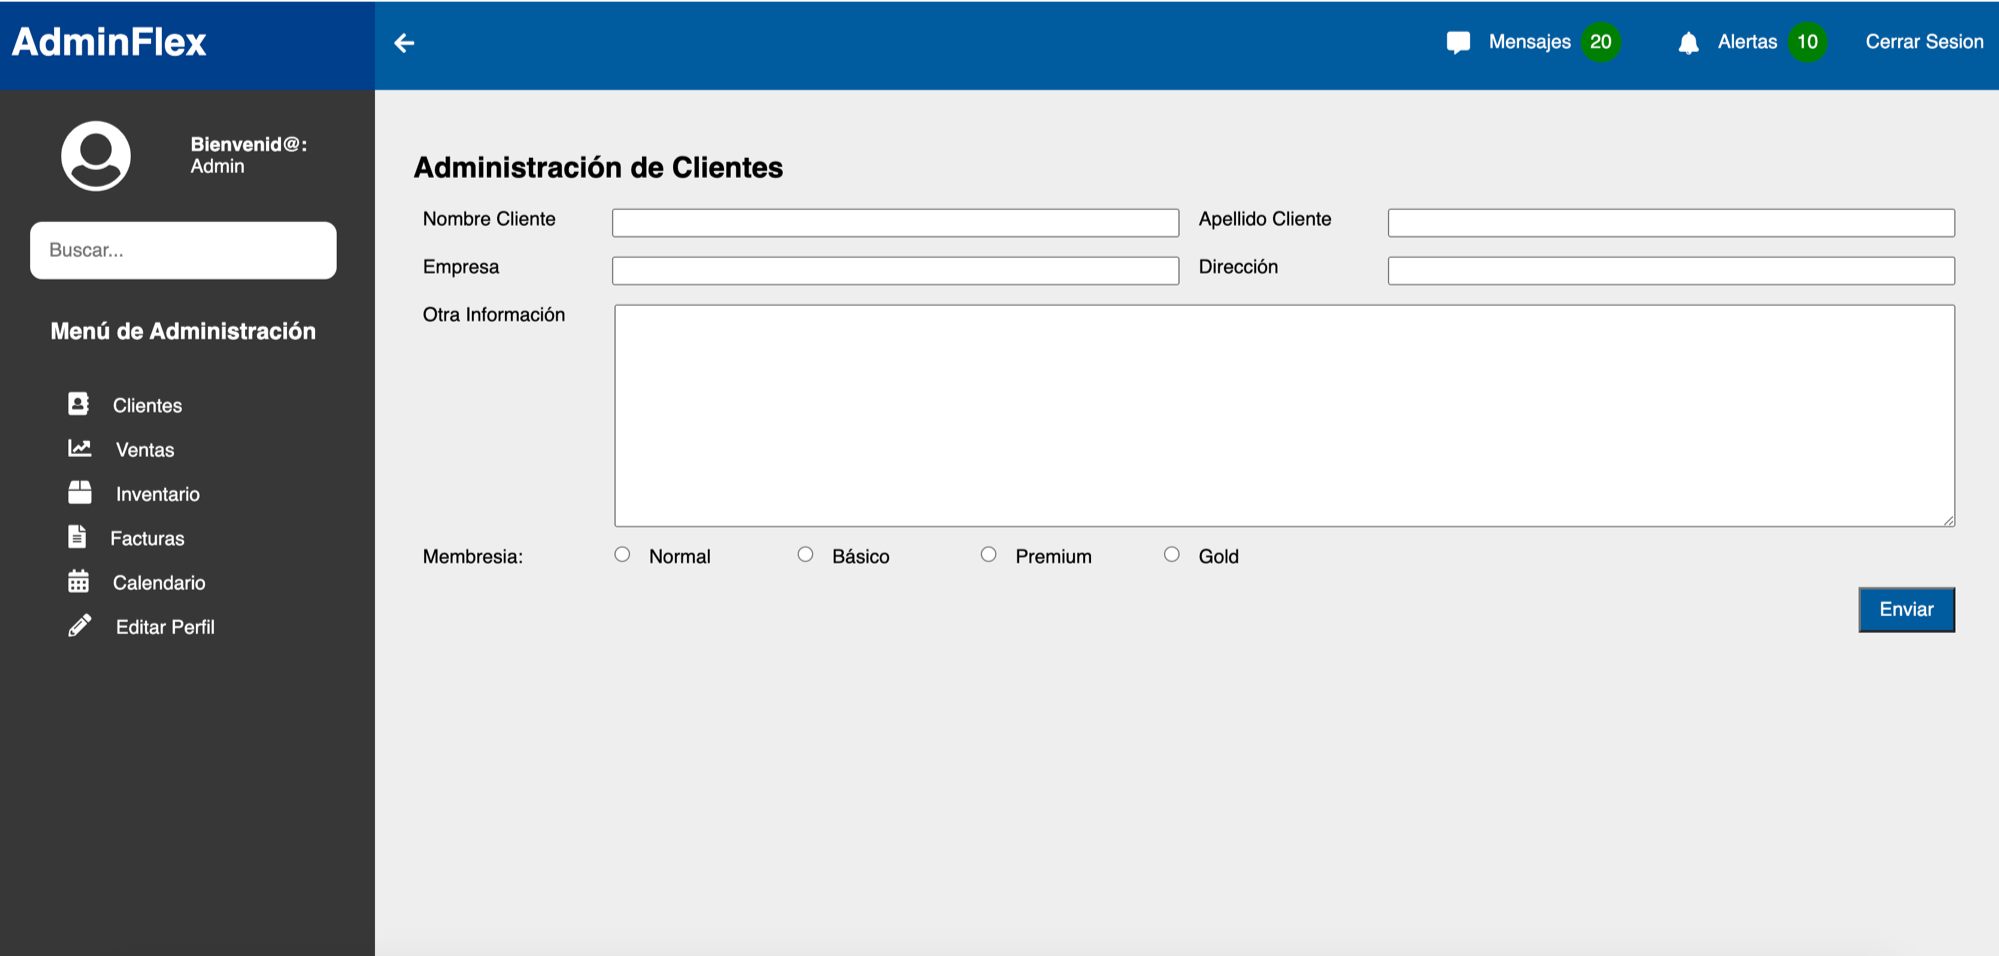 AdminFlex
Mensajes 20 Alertas 10 Cerrar Sesion
Bienvenid@:
Admin
Buscar...
Menú de Administración
Clientes
Ventas
Inventario
Facturas
Calendario
Editar Perfil
Administración de Clientes
Nombre Cliente
Apellido Cliente
Empresa
Dirección
Otra Información
Membresia: Normal Básico Premium Gold
Enviar